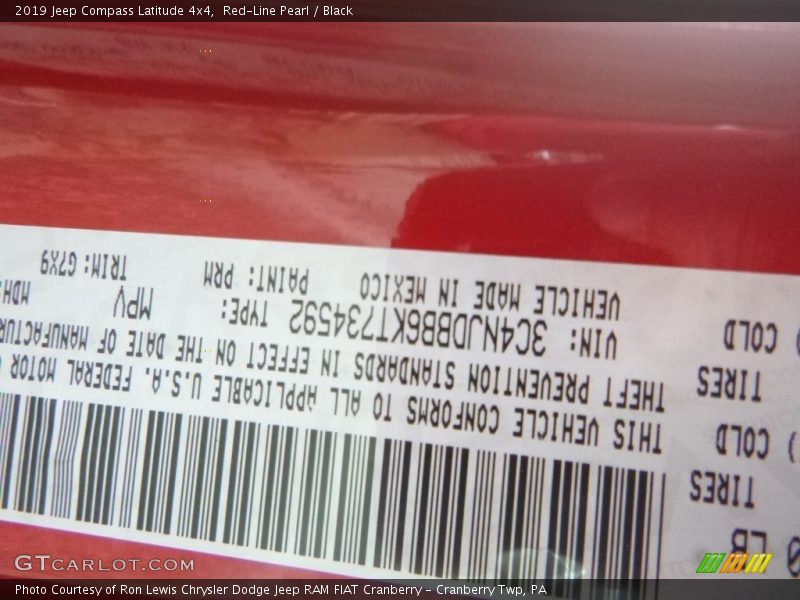 2019 Jeep Compass Latitude 4x4, Red-Line Pearl / Black
0 LB
TIRES
) COLD
TIRES
) COLD
THIS VEHICLE CONFORMS TO ALL APPLICABLE U.S.A. FEDERAL MOTOR
THEFT PREVENTION STANDARDS IN EFFECT ON THE DATE OF MANUFACTUR
VIN: 3C4NJDBB6KT734592 TYPE: MPV MDH:
VEHICLE MADE IN MEXICO PAINT: PRM TRIM: G7X9
GTCARLOT.COM
Photo Courtesy of Ron Lewis Chrysler Dodge Jeep RAM FIAT Cranberry - Cranberry Twp, PA